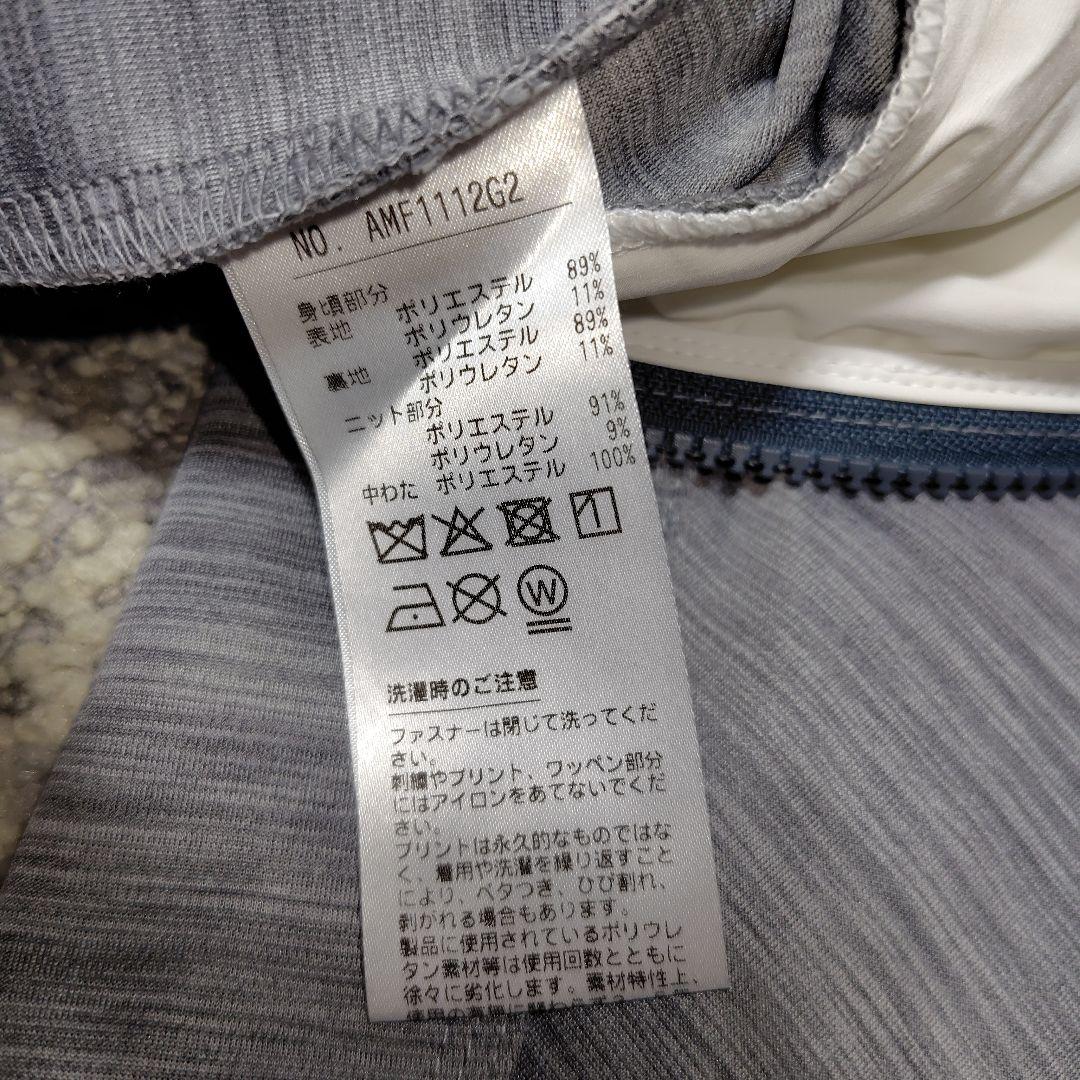 NO. AMF1112G2
身頃部分
表地 ポリエステル 89%
ポリウレタン 11%
裏地 ポリエステル 89%
ポリウレタン 11%
ニット部分
ポリエステル 91%
ポリウレタン 9%
中わた ポリエステル 100%
1
W
洗濯時のご注意
ファスナーは閉じて洗ってくだ
さい。
刺繍やプリント、ワッペン部分
にはアイロンをあてないでくだ
さい。
プリントは永久的なものではな
く、着用や洗濯を繰り返すこと
により、ベタつき、ひび割れ、
剥がれる場合もあります。
製品に使用されているポリウレ
タン素材等は使用回数とともに
徐々に劣化します。素材特性上、